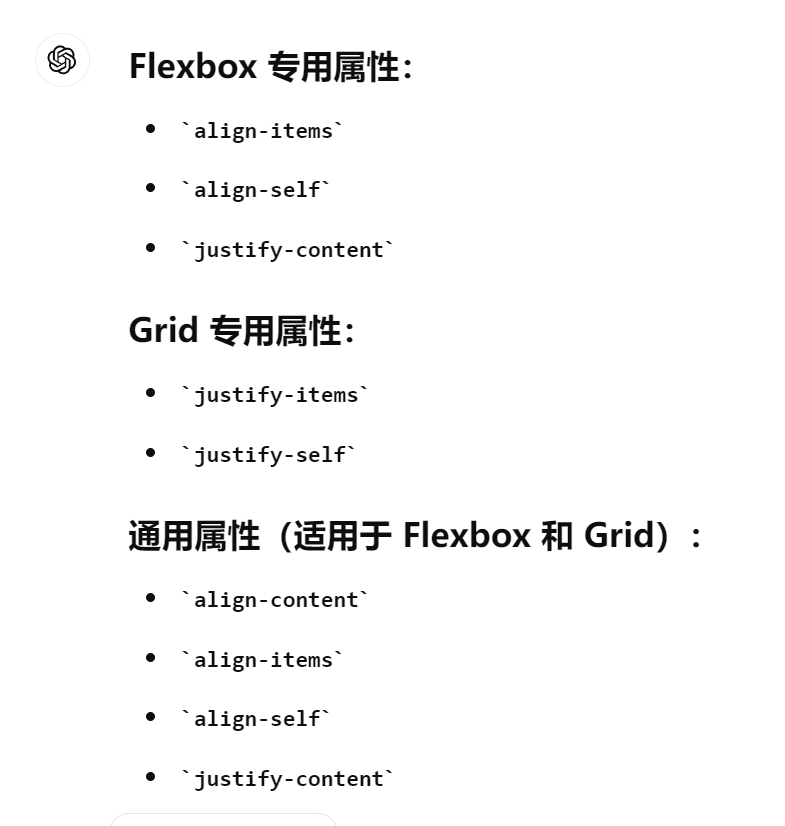 Flexbox 专用属性：
• `align-items`
• `align-self`
• `justify-content`
Grid 专用属性：
• `justify-items`
• `justify-self`
通用属性（适用于 Flexbox 和 Grid）：
• `align-content`
• `align-items`
• `align-self`
• `justify-content`